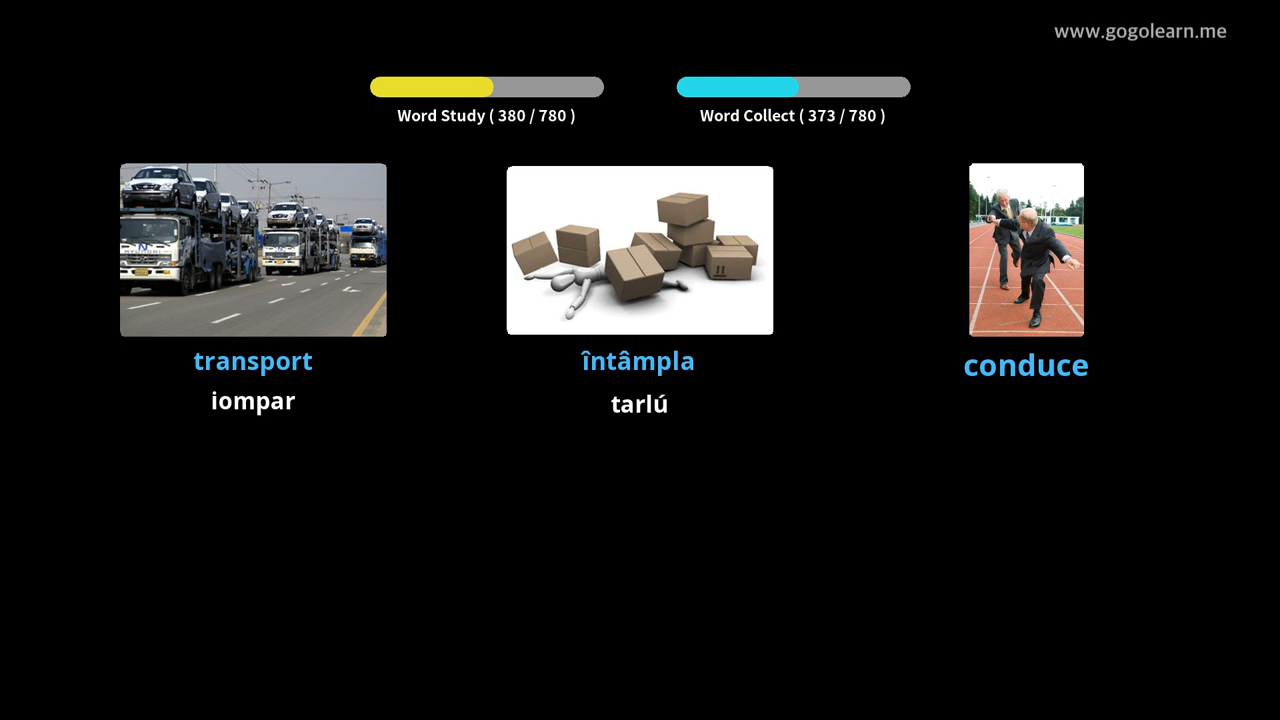 www.gogolearn.me
Word Study ( 380 / 780 )
Word Collect ( 373 / 780 )
transport
întâmpla
conduce
iompar
tarlú